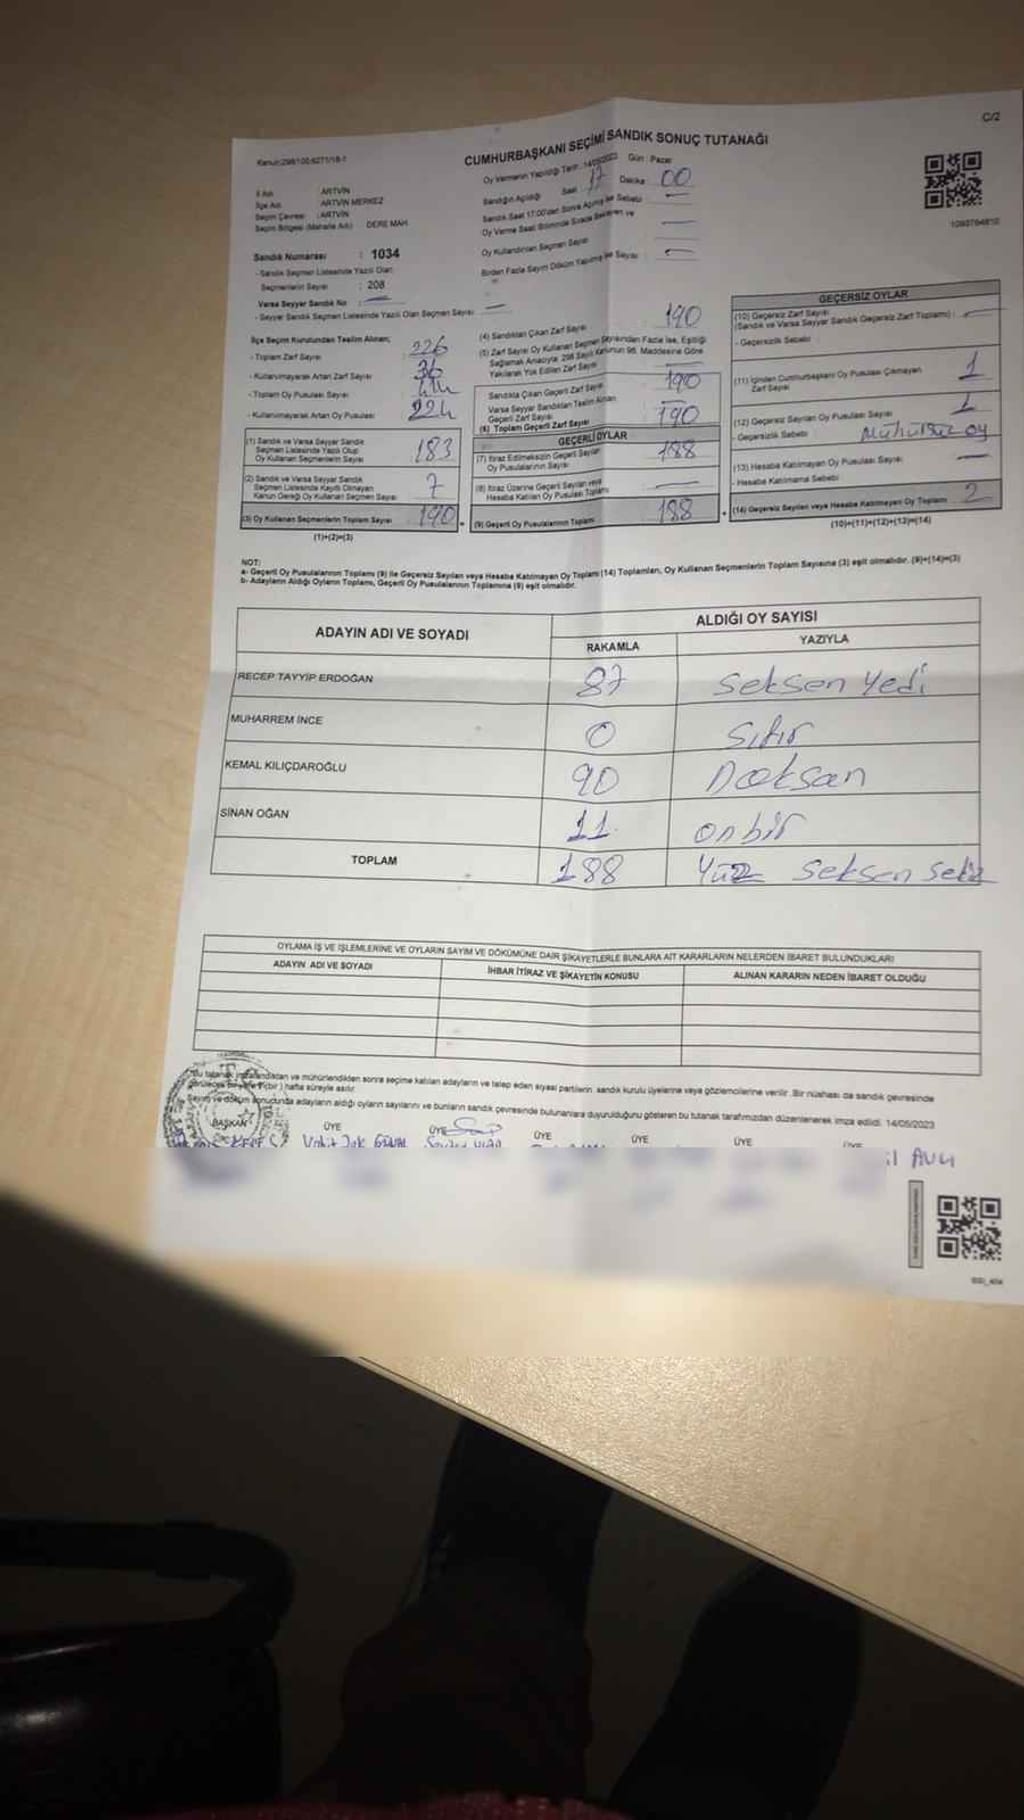 C/2
Kanun:298/100,6271/18-1
CUMHURBAŞKANI SEÇİMİ SANDIK SONUÇ TUTANAĞI
Oy Vermenin Yapıldığı Tarih : 14/05/2023 Gün : Pazar
İl Adı : ARTVİN
İlçe Adı : ARTVİN MERKEZ
Seçim Çevresi : ARTVİN
Seçim Bölgesi (Mahalle Adı) : DERE MAH.
Sandığın Açıldığı Saat 17 Dakika 00
Sandık Saat 17:00'den Sonra Açılmış ise Sebebi :
Oy Verme Saati Bitiminde Sırada Bekleyen ve
Oy Kullandırılan Seçmen Sayısı :
Birden Fazla Sayım Döküm Yapılmış ise Sayısı :
1093764810
Sandık Numarası : 1034
- Sandık Seçmen Listesinde Yazılı Olan
Seçmenlerin Sayısı : 208
Varsa Seyyar Sandık No :
- Seyyar Sandık Seçmen Listesinde Yazılı Olan Seçmen Sayısı :
İlçe Seçim Kurulundan Teslim Alınan;
- Toplam Zarf Sayısı : 226
- Kullanılmayarak Artan Zarf Sayısı : 36
- Toplam Oy Pusulası Sayısı :
- Kullanılmayarak Artan Oy Pusulası : 224
(1) Sandık ve Varsa Seyyar Sandık
Seçmen Listesinde Yazılı Olup
Oy Kullanan Seçmenlerin Sayısı 183
(2) Sandık ve Varsa Seyyar Sandık
Seçmen Listesinde Kayıtlı Olmayan
Kanun Gereği Oy Kullanan Seçmen Sayısı 7
(3) Oy Kullanan Seçmenlerin Toplam Sayısı 190
(1)+(2)=(3)
(4) Sandıktan Çıkan Zarf Sayısı 190
(5) Zarf Sayısı Oy Kullanan Seçmen Sayısından Fazla ise, Eşitliği
Sağlamak Amacıyla 298 Sayılı Kanunun 98. Maddesine Göre
Yakılarak Yok Edilen Zarf Sayısı
Sandıkta Çıkan Geçerli Zarf Sayısı 190
Varsa Seyyar Sandıktan Teslim Alınan
Geçerli Zarf Sayısı
(6) Toplam Geçerli Zarf Sayısı 190
GEÇERLİ OYLAR
(7) İtiraz Edilmeksizin Geçerli Sayılan
Oy Pusulalarının Sayısı 188
(8) İtiraz Üzerine Geçerli Sayılan veya
Hesaba Katılan Oy Pusulası Toplamı
(9) Geçerli Oy Pusulalarının Toplamı 188
GEÇERSİZ OYLAR
(10) Geçersiz Zarf Sayısı
(Sandık ve Varsa Seyyar Sandık Geçersiz Zarf Toplamı) :
- Geçersizlik Sebebi :
(11) İçinden Cumhurbaşkanı Oy Pusulası Çıkmayan
Zarf Sayısı 1
(12) Geçersiz Sayılan Oy Pusulası Sayısı 1
- Geçersizlik Sebebi : Mühürsüz oy
(13) Hesaba Katılmayan Oy Pusulası Sayısı
- Hesaba Katılmama Sebebi
(14) Geçersiz Sayılan veya Hesaba Katılmayan Oy Toplamı 2
(10)+(11)+(12)+(13)=(14)
NOT:
a- Geçerli Oy Pusulalarının Toplamı (9) ile Geçersiz Sayılan veya Hesaba Katılmayan Oy Toplamı (14) Toplamları, Oy Kullanan Seçmenlerin Toplam Sayısına (3) eşit olmalıdır. (9)+(14)=(3)
b- Adayların Aldığı Oyların Toplamı, Geçerli Oy Pusulalarının Toplamına (9) eşit olmalıdır.
ADAYIN ADI VE SOYADI
ALDIĞI OY SAYISI
RAKAMLA YAZIYLA
RECEP TAYYİP ERDOĞAN 87 seksen yedi
MUHARREM İNCE 0 Sıfır
KEMAL KILIÇDAROĞLU 90 Doksan
SİNAN OĞAN 11 onbir
TOPLAM 188 Yüz seksen sekiz
OYLAMA İŞ VE İŞLEMLERİNE VE OYLARIN SAYIM VE DÖKÜMÜNE DAİR ŞİKAYETLERLE BUNLARA AİT KARARLARIN NELERDEN İBARET BULUNDUKLARI
ADAYIN ADI VE SOYADI İHBAR İTİRAZ VE ŞİKAYETİN KONUSU ALINAN KARARIN NEDEN İBARET OLDUĞU
Bu tutanak imzalandıktan ve mühürlendikten sonra seçime katılan adayların ve talep eden siyasi partilerin sandık kurulu üyelerine veya gözlemcilerine verilir. Bir nüshası da sandık çevresinde
(bir) hafta süreyle asılır.
Sayım ve döküm sonucunda adayların aldığı oyların sayılarını ve bunların sandık çevresinde bulunanlara duyurulduğunu gösteren bu tutanak tarafımızdan düzenlenerek imza edildi. 14/05/2023
BAŞKAN ÜYE ÜYE ÜYE ÜYE ÜYE ÜYE